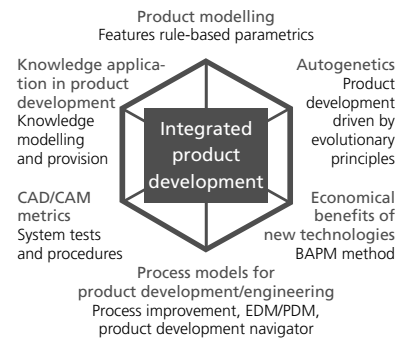 Product modelling
Features rule-based parametrics
Knowledge applica-
tion in product
development
Knowledge
modelling
and provision
Autogenetics
Product
development
driven by
evolutionary
principles
Integrated
product
development
CAD/CAM
metrics
System tests
and procedures
Economical
benefits of
new technologies
BAPM method
Process models for
product development/engineering
Process improvement, EDM/PDM,
product development navigator